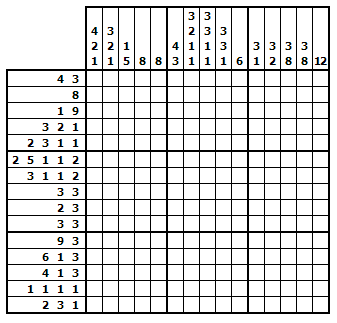 3 3
4 3 2 3 3
2 2 1 4 1 1 3 3 3 3 3
1 1 5 8 8 3 1 1 1 6 1 2 8 8 12
4 3
8
1 9
3 2 1
2 3 1 1
2 5 1 1 2
3 1 1 2
3 3
2 3
3 3
9 3
6 1 3
4 1 3
1 1 1 1
2 3 1